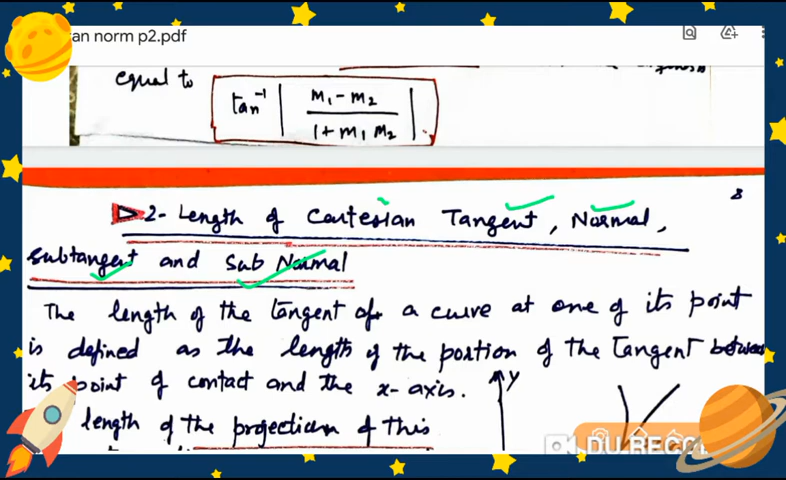 an norm p2.pdf
equal to
tan⁻¹ | m₁ - m₂ / 1 + m₁ m₂ |
8
2- Length of Cartesian Tangent, Normal,
Subtangent and Sub Normal
The length of the tangent of a curve at one of its point
is defined as the length of the portion of the tangent between
its point of contact and the x-axis.
y
length of the projection of this
DU RECO